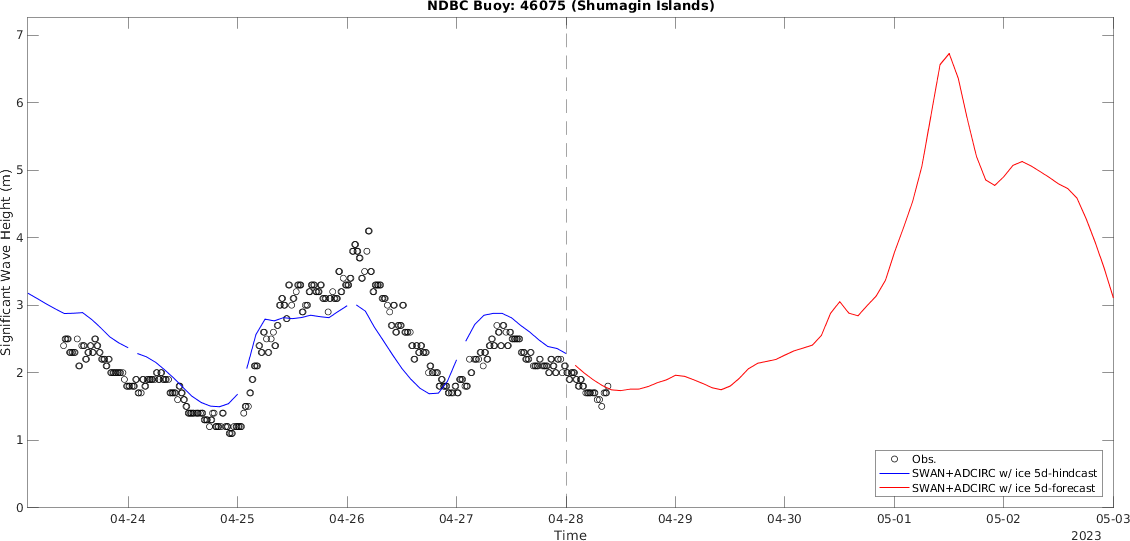 NDBC Buoy: 46075 (Shumagin Islands)
7
6
5
4
3
2
1
0
Significant Wave Height (m)
Obs.
SWAN+ADCIRC w/ ice 5d-hindcast
SWAN+ADCIRC w/ ice 5d-forecast
04-24 04-25 04-26 04-27 04-28 04-29 04-30 05-01 05-02 05-03
Time
2023